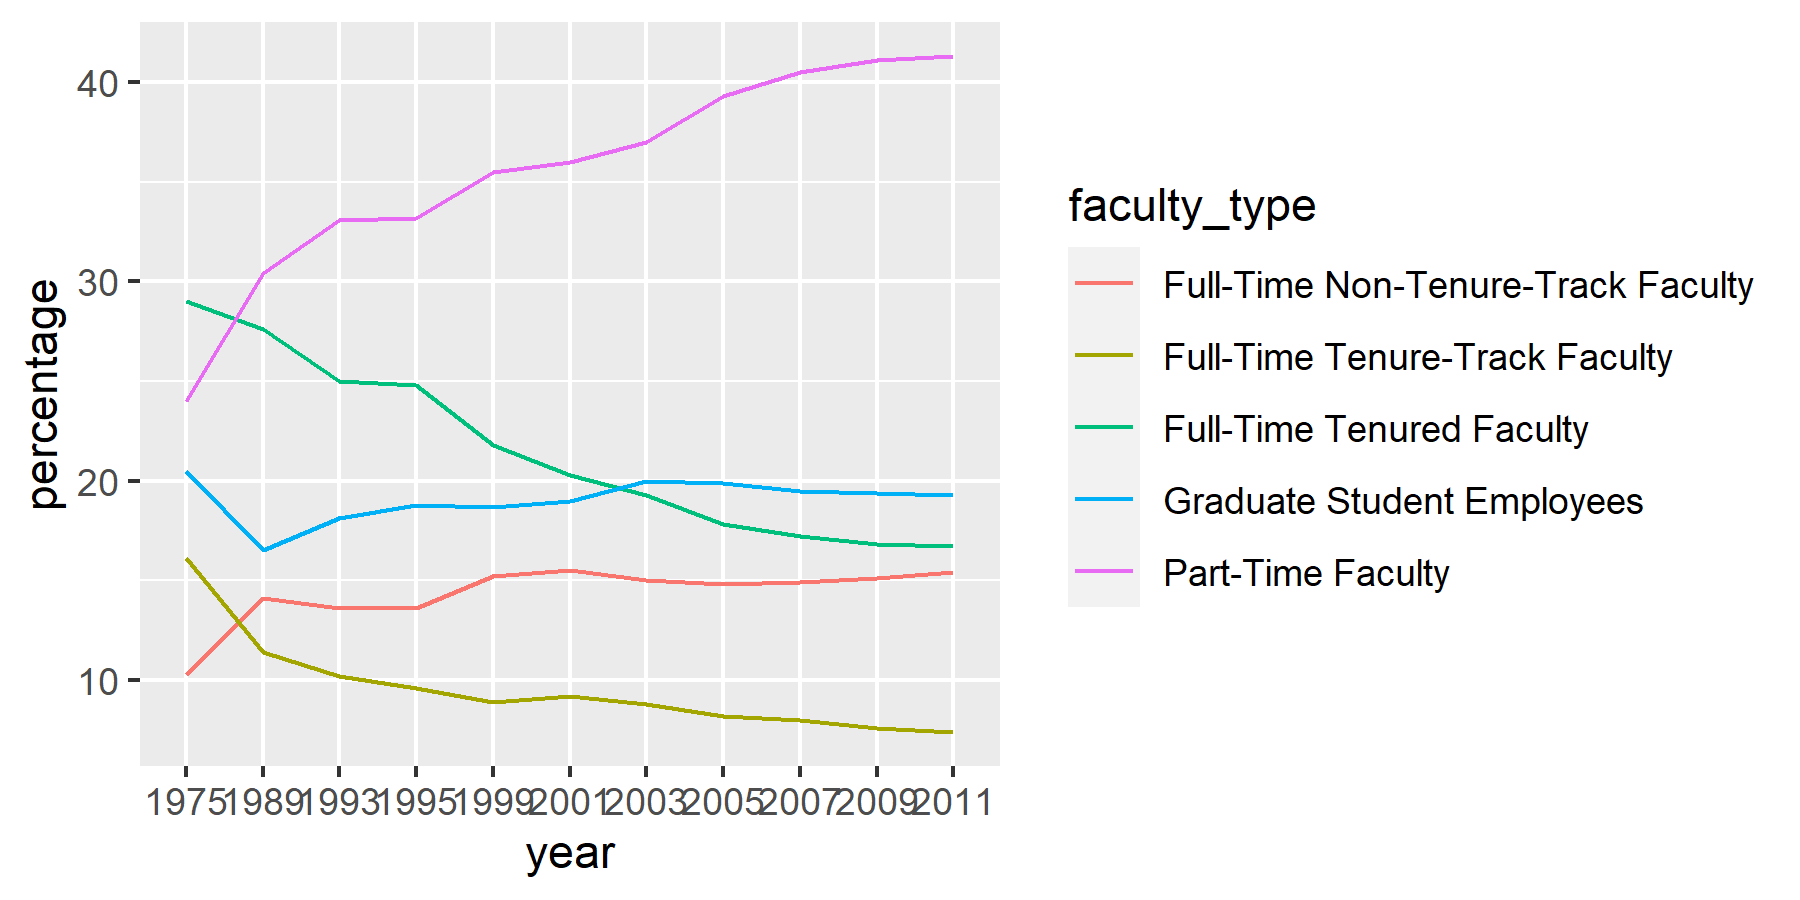 40
30
20
10
percentage
1975 1989 1993 1995 1999 2001 2003 2005 2007 2009 2011
year
faculty_type
Full-Time Non-Tenure-Track Faculty
Full-Time Tenure-Track Faculty
Full-Time Tenured Faculty
Graduate Student Employees
Part-Time Faculty